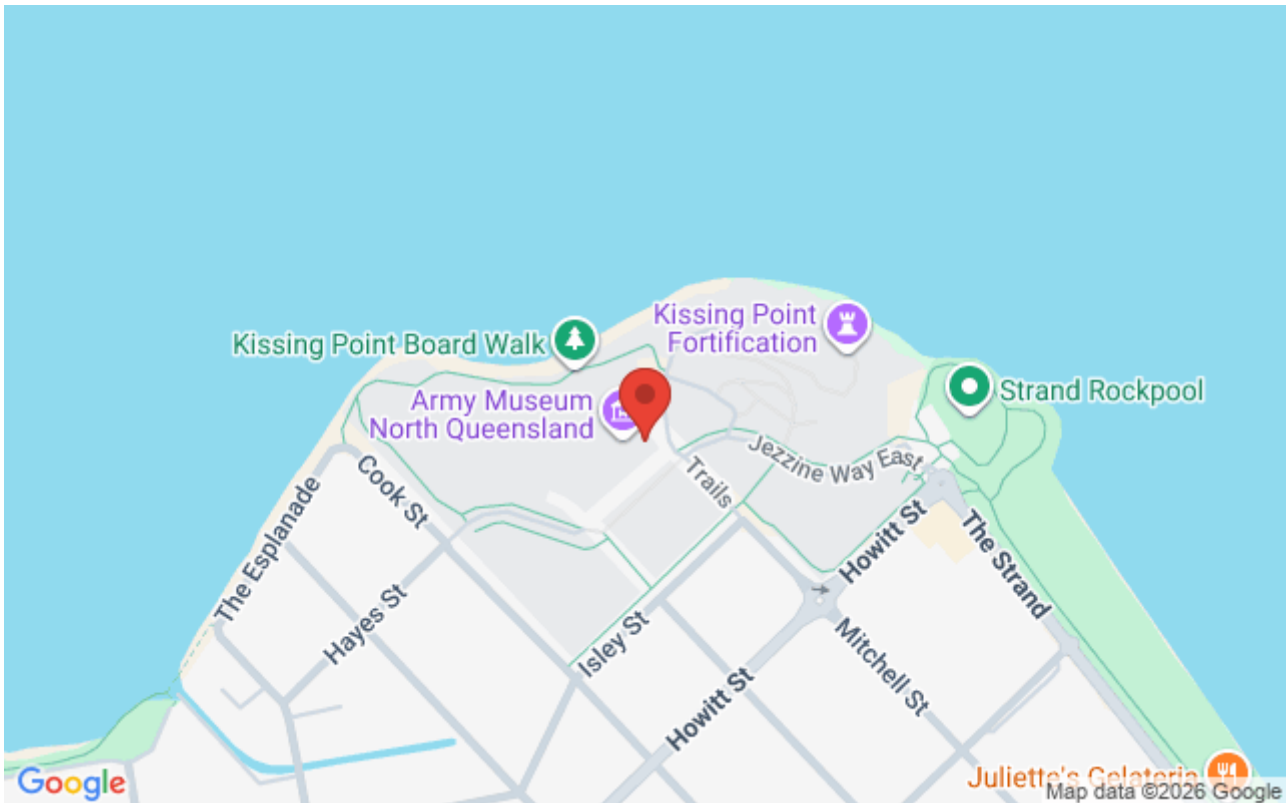 Kissing Point
Fortification
Kissing Point Board Walk
Strand Rockpool
Army Museum
North Queensland
Jezzine Way East
Trails
Cook St
The Esplanade
Howitt St
The Strand
Hayes St
Isley St
Mitchell St
Howitt St
Juliette's Gelateria
Google
Map data ©2026 Google